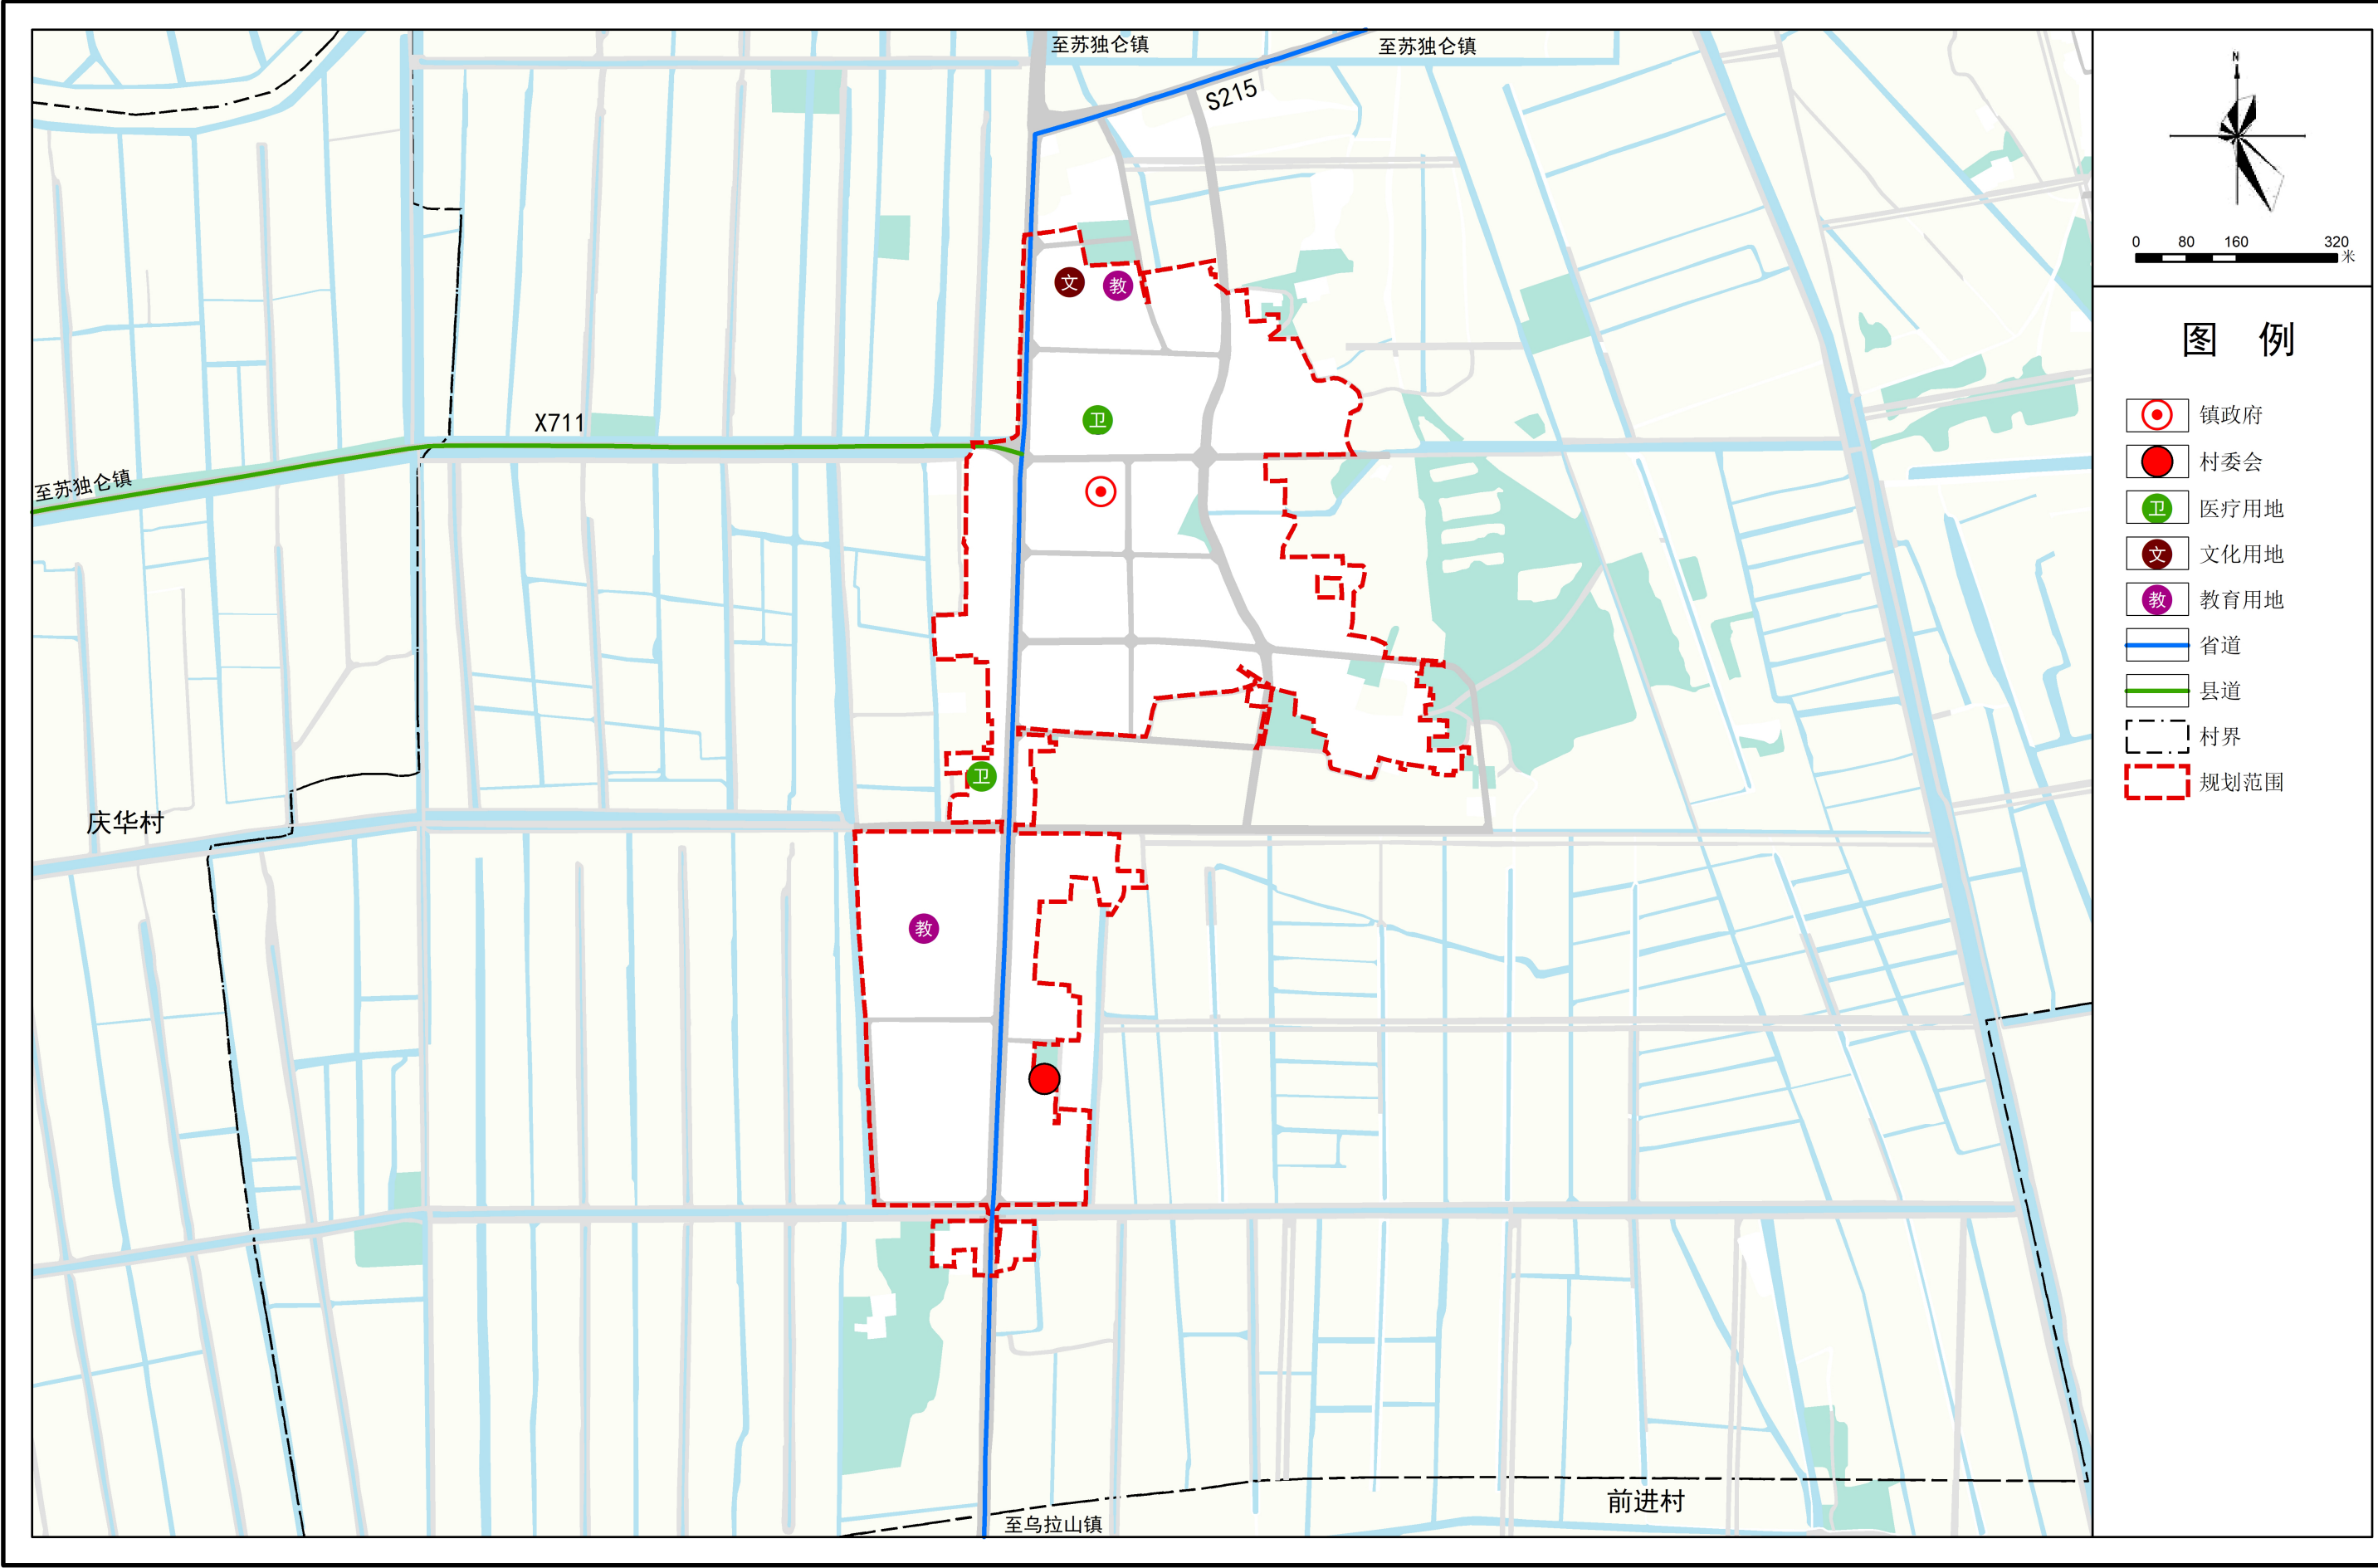 至苏独仑镇
至苏独仑镇
S215
文
教
卫
X711
至苏独仑镇
卫
庆华村
教
前进村
至乌拉山镇
N
0 80 160 320
米
图 例
镇政府
村委会
卫 医疗用地
文 文化用地
教 教育用地
省道
县道
村界
规划范围